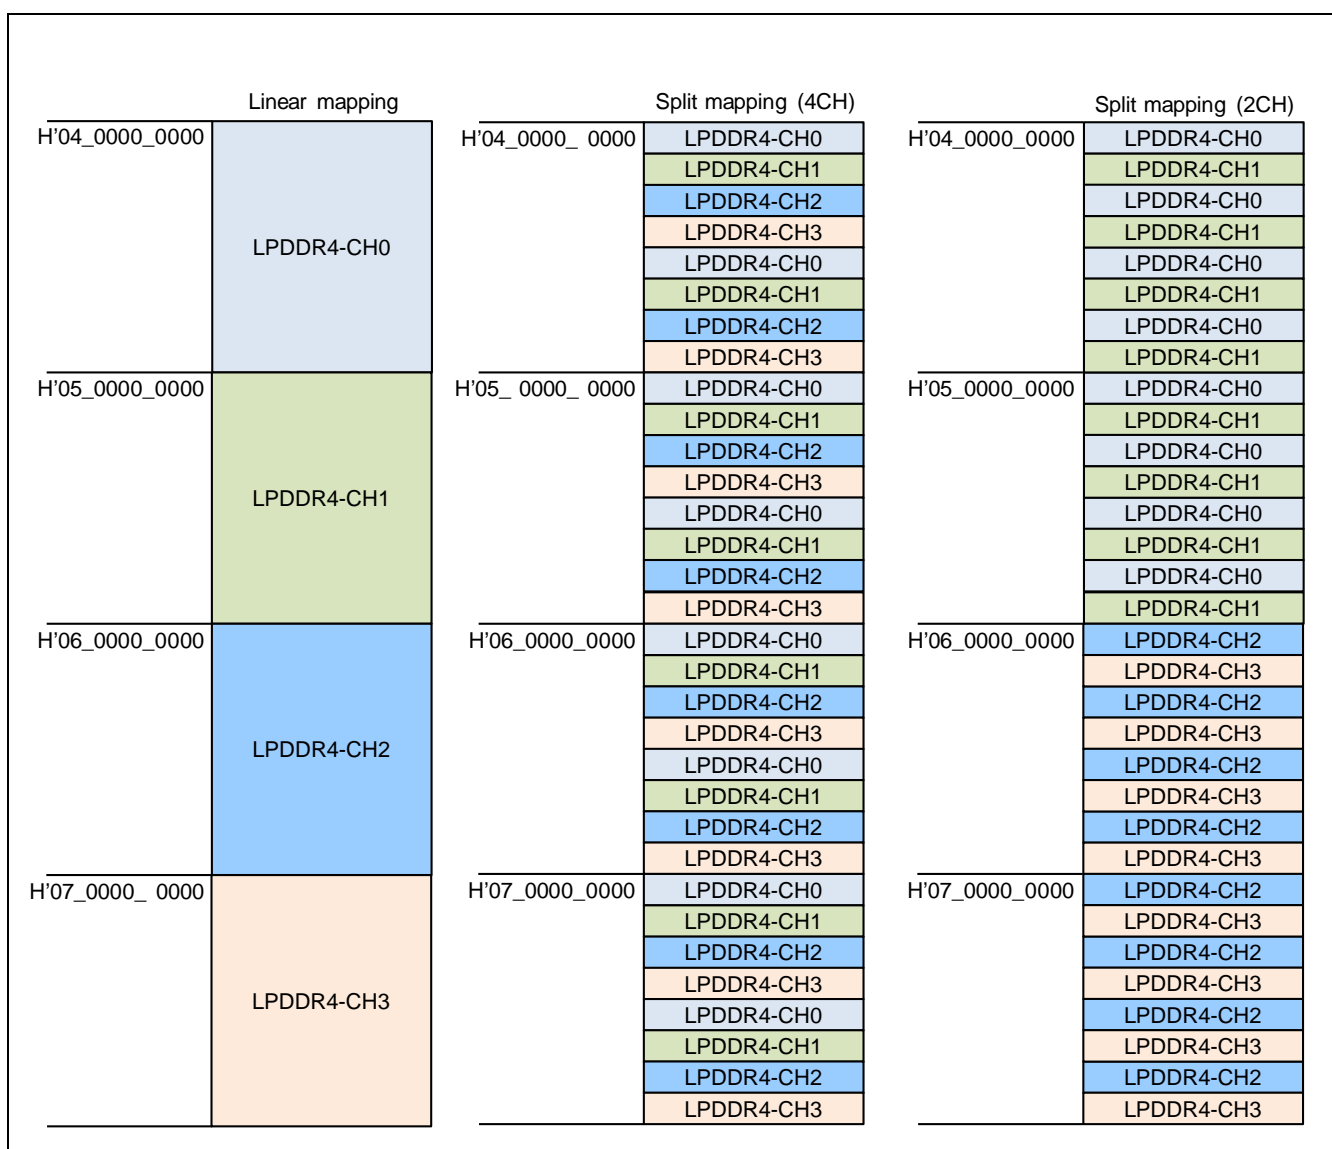 Linear mapping
H'04_0000_0000
LPDDR4-CH0
H'05_0000_0000
LPDDR4-CH1
H'06_0000_0000
LPDDR4-CH2
H'07_0000_ 0000
LPDDR4-CH3
Split mapping (4CH)
H'04_0000_ 0000
LPDDR4-CH0
LPDDR4-CH1
LPDDR4-CH2
LPDDR4-CH3
LPDDR4-CH0
LPDDR4-CH1
LPDDR4-CH2
LPDDR4-CH3
H'05_ 0000_ 0000
LPDDR4-CH0
LPDDR4-CH1
LPDDR4-CH2
LPDDR4-CH3
LPDDR4-CH0
LPDDR4-CH1
LPDDR4-CH2
LPDDR4-CH3
H'06_0000_0000
LPDDR4-CH0
LPDDR4-CH1
LPDDR4-CH2
LPDDR4-CH3
LPDDR4-CH0
LPDDR4-CH1
LPDDR4-CH2
LPDDR4-CH3
H'07_0000_0000
LPDDR4-CH0
LPDDR4-CH1
LPDDR4-CH2
LPDDR4-CH3
LPDDR4-CH0
LPDDR4-CH1
LPDDR4-CH2
LPDDR4-CH3
Split mapping (2CH)
H'04_0000_0000
LPDDR4-CH0
LPDDR4-CH1
LPDDR4-CH0
LPDDR4-CH1
LPDDR4-CH0
LPDDR4-CH1
LPDDR4-CH0
LPDDR4-CH1
H'05_0000_0000
LPDDR4-CH0
LPDDR4-CH1
LPDDR4-CH0
LPDDR4-CH1
LPDDR4-CH0
LPDDR4-CH1
LPDDR4-CH0
LPDDR4-CH1
H'06_0000_0000
LPDDR4-CH2
LPDDR4-CH3
LPDDR4-CH2
LPDDR4-CH3
LPDDR4-CH2
LPDDR4-CH3
LPDDR4-CH2
LPDDR4-CH3
H'07_0000_0000
LPDDR4-CH2
LPDDR4-CH3
LPDDR4-CH2
LPDDR4-CH3
LPDDR4-CH2
LPDDR4-CH3
LPDDR4-CH2
LPDDR4-CH3